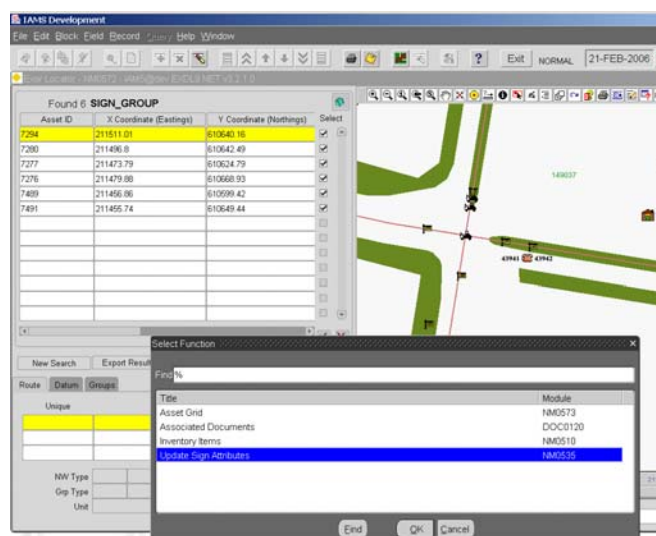 IAMS Development
File Edit Block Field Record Query Help Window
Exit NORMAL 21-FEB-2006
Found 6 SIGN_GROUP
Asset ID X Coordinate (Eastings) Y Coordinate (Northings) Select
7294 211511.01 610640.16
7280 211496.8 610642.49
7277 211473.79 610624.79
7276 211479.88 610668.93
7489 211456.86 610599.42
7491 211455.74 610649.44
149037
43941 43942
New Search Export Result
Route Datum Groups
Unique
NW Type
Grp Type
Unit
Select Function
Find %
Title Module
Asset Grid NM0573
Associated Documents DOC0120
Inventory Items NM0510
Update Sign Attributes NM0535
Find OK Cancel